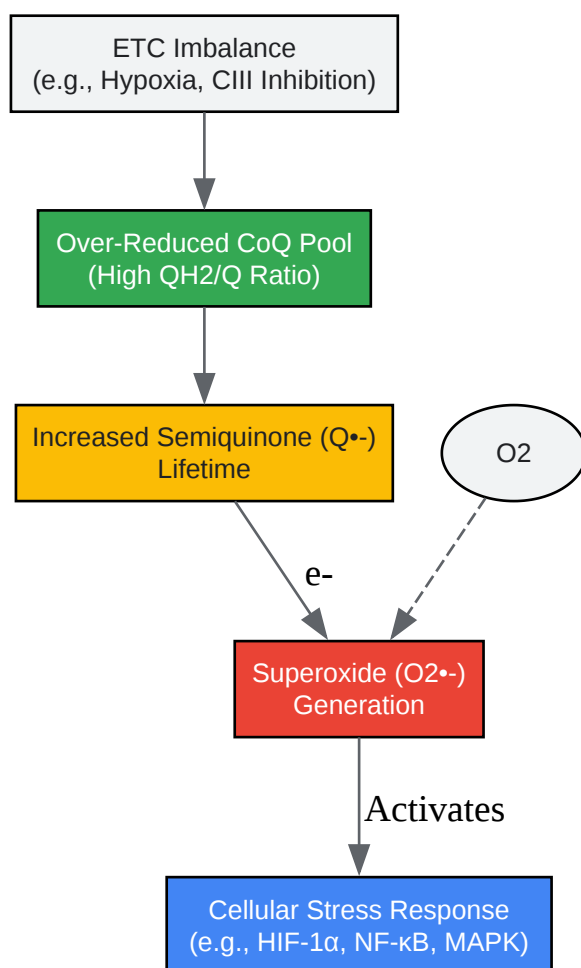 ETC Imbalance
(e.g., Hypoxia, CIII Inhibition)
Over-Reduced CoQ Pool
(High QH2/Q Ratio)
Increased Semiquinone (Q•-)
Lifetime
O2
e-
Superoxide (O2•-)
Generation
Activates
Cellular Stress Response
(e.g., HIF-1α, NF-κB, MAPK)